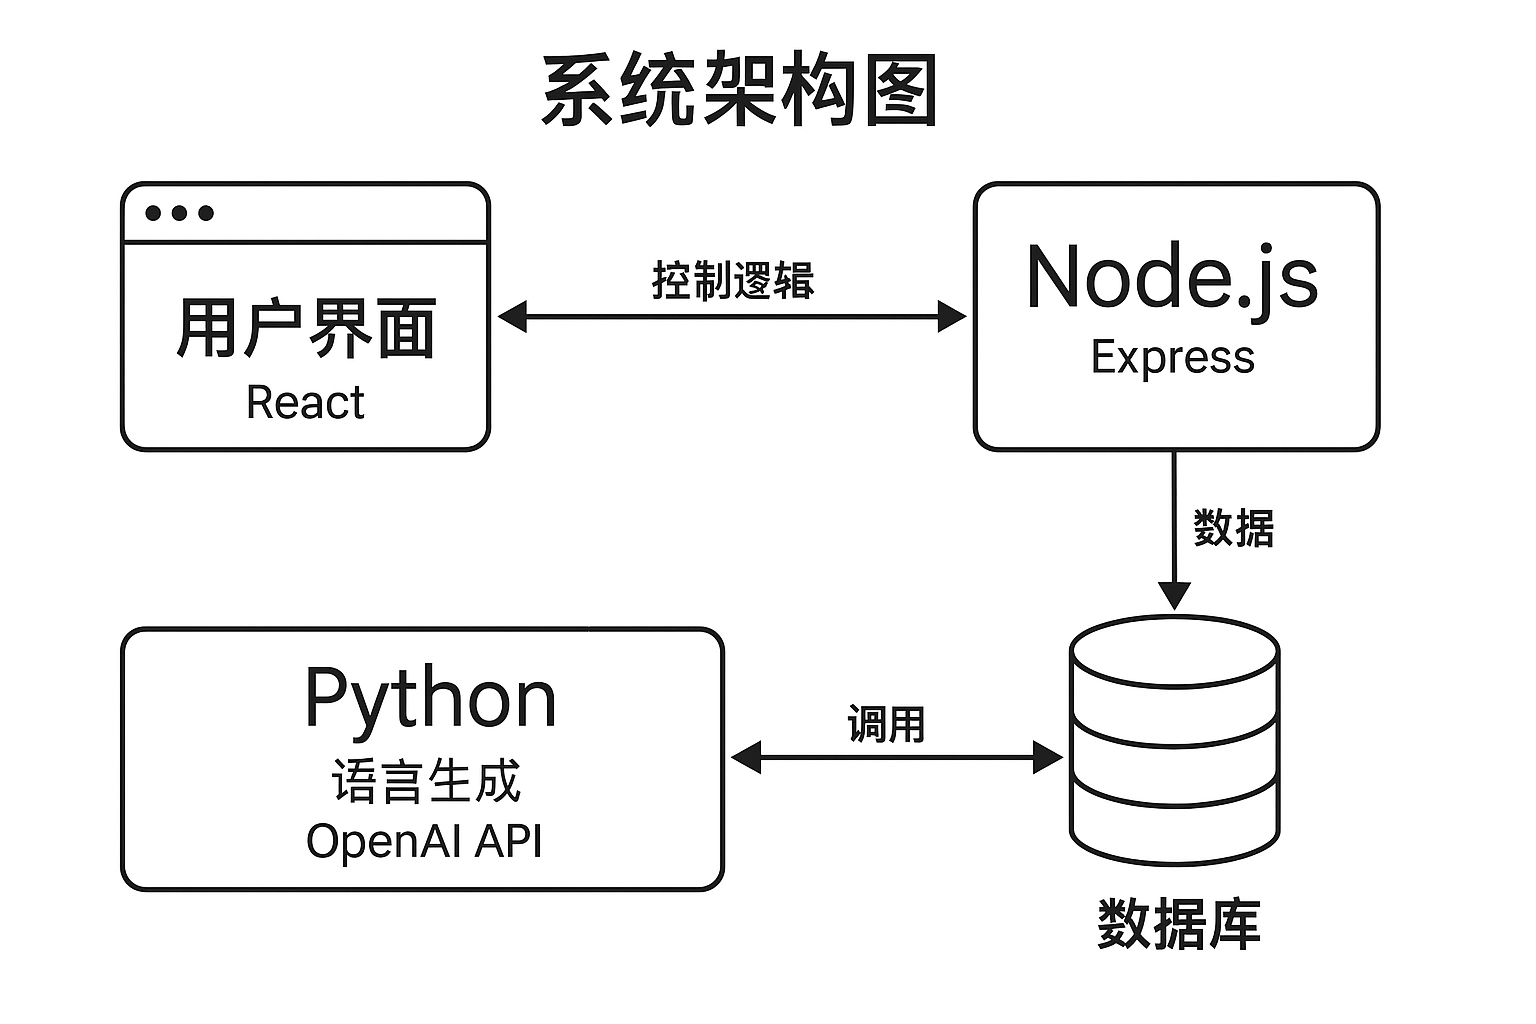 系统架构图
用户界面
React
控制逻辑
Node.js
Express
数据
Python
语言生成
OpenAI API
调用
数据库